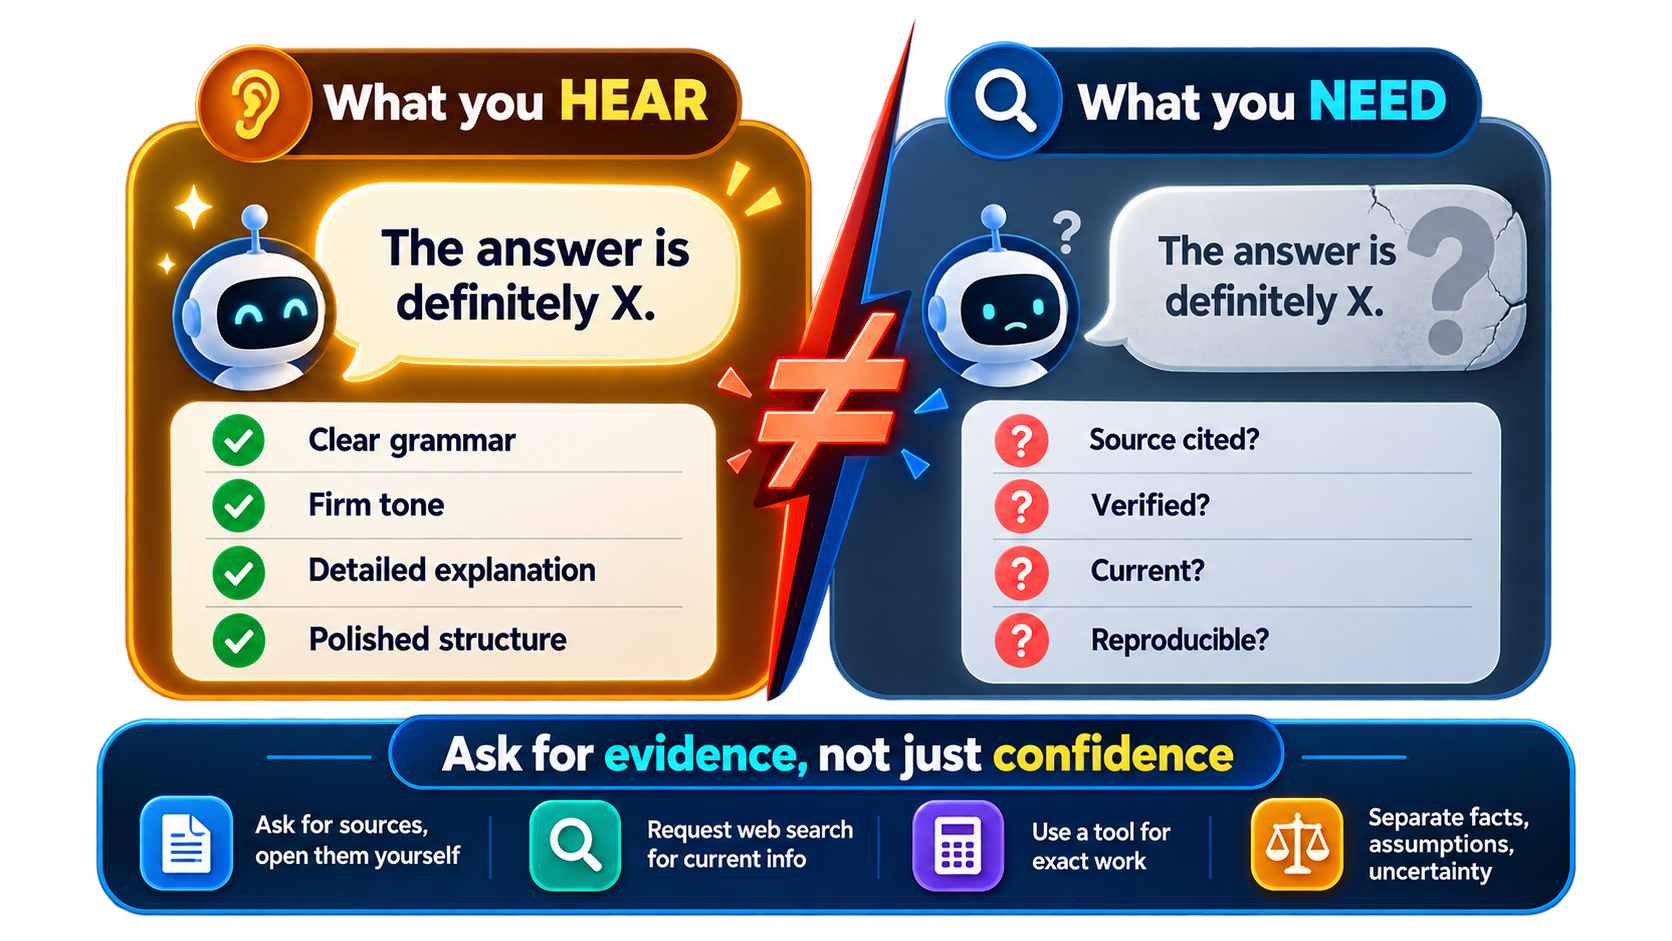 What you HEAR
The answer is
definitely X.
Clear grammar
Firm tone
Detailed explanation
Polished structure
≠
What you NEED
?
The answer is
definitely X.
?
? Source cited?
? Verified?
? Current?
? Reproducible?
Ask for evidence, not just confidence
Ask for sources,
open them yourself
Request web search
for current info
Use a tool for
exact work
Separate facts,
assumptions,
uncertainty